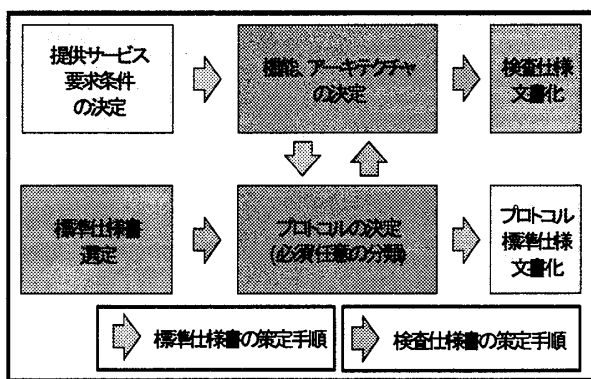 提供サービス
要求条件
の決定
機能、アーキテクチャ
の決定
検査仕様
文書化
標準仕様書
選定
プロトコルの決定
(必須任意の分類)
プロトコル
標準仕様
文書化
標準仕様書の策定手順
検査仕様書の策定手順